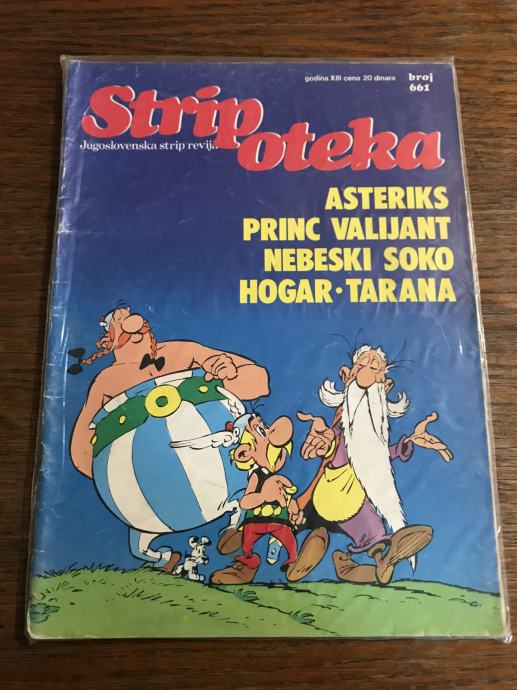 godina XIII cena 20 dinara broj 661
Strip oteka
Jugoslovenska strip revija
ASTERIKS
PRINC VALIJANT
NEBESKI SOKO
HOGAR·TARANA